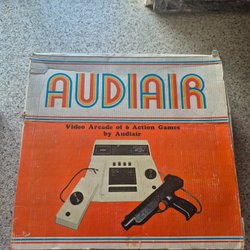 AUDIAIR
Video Arcade of 6 Action Games
by Audiair